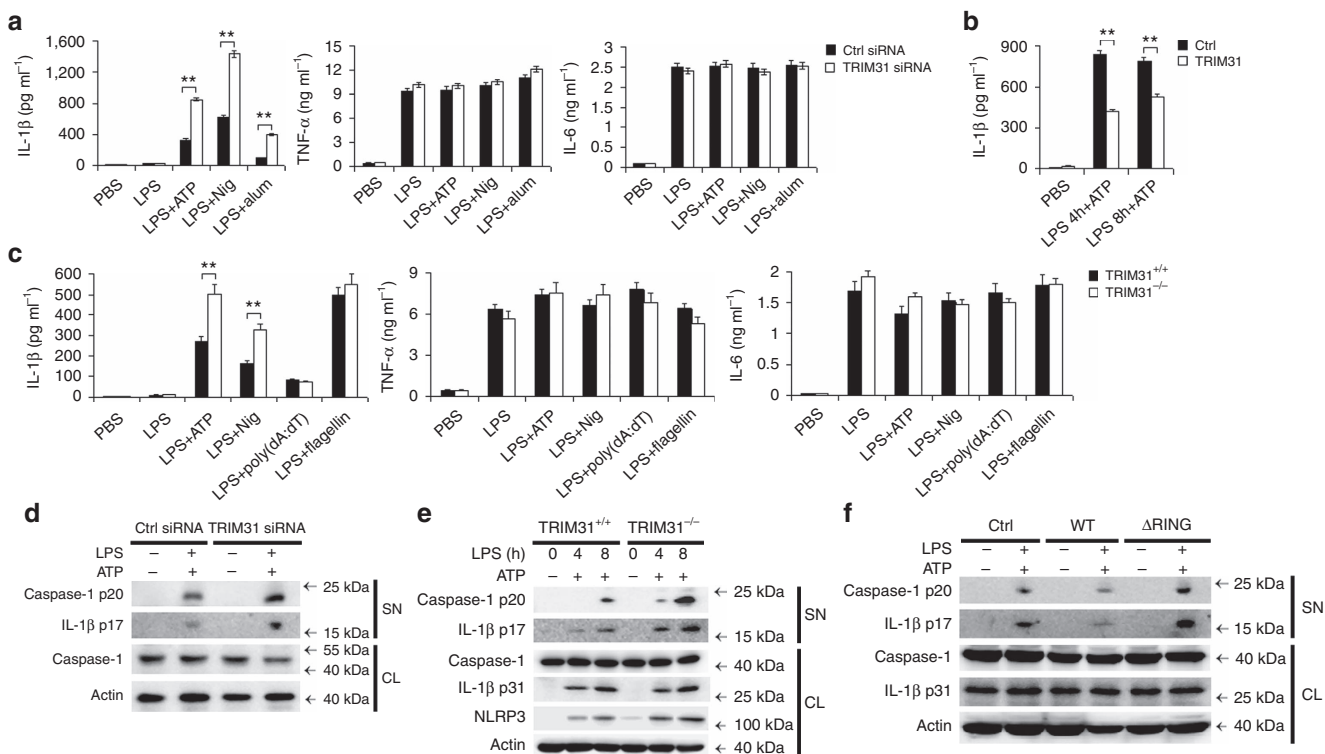 a
IL-1β (pg ml⁻¹)
1,600
1,200
800
400
0
**
**
**
PBS
LPS
LPS+ATP
LPS+Nig
LPS+alum
TNF-α (ng ml⁻¹)
15
12
9
6
3
0
PBS
LPS
LPS+ATP
LPS+Nig
LPS+alum
IL-6 (ng ml⁻¹)
3
2.5
2
1.5
1
0.5
0
PBS
LPS
LPS+ATP
LPS+Nig
LPS+alum
Ctrl siRNA
TRIM31 siRNA
b
IL-1β (pg ml⁻¹)
900
600
300
0
**
**
PBS
LPS 4h+ATP
LPS 8h+ATP
Ctrl
TRIM31
c
IL-1β (pg ml⁻¹)
600
500
400
300
200
100
0
**
**
PBS
LPS
LPS+ATP
LPS+Nig
LPS+poly(dA:dT)
LPS+flagellin
TNF-α (ng ml⁻¹)
9
6
3
0
PBS
LPS
LPS+ATP
LPS+Nig
LPS+poly(dA:dT)
LPS+flagellin
IL-6 (ng ml⁻¹)
2
1.5
1
0.5
0
PBS
LPS
LPS+ATP
LPS+Nig
LPS+poly(dA:dT)
LPS+flagellin
TRIM31⁺/⁺
TRIM31⁻/⁻
d
Ctrl siRNA TRIM31 siRNA
LPS – + – +
ATP – + – +
Caspase-1 p20 ← 25 kDa
IL-1β p17 ← 15 kDa
SN
Caspase-1 ← 55 kDa
← 40 kDa
Actin ← 40 kDa
CL
e
TRIM31⁺/⁺ TRIM31⁻/⁻
LPS (h) 0 4 8 0 4 8
ATP – + + – + +
Caspase-1 p20 ← 25 kDa
IL-1β p17 ← 15 kDa
SN
Caspase-1 ← 40 kDa
IL-1β p31 ← 25 kDa
NLRP3 ← 100 kDa
Actin ← 40 kDa
CL
f
Ctrl WT ΔRING
LPS – + – + – +
ATP – + – + – +
Caspase-1 p20 ← 25 kDa
IL-1β p17 ← 15 kDa
SN
Caspase-1 ← 40 kDa
IL-1β p31 ← 25 kDa
Actin ← 40 kDa
CL